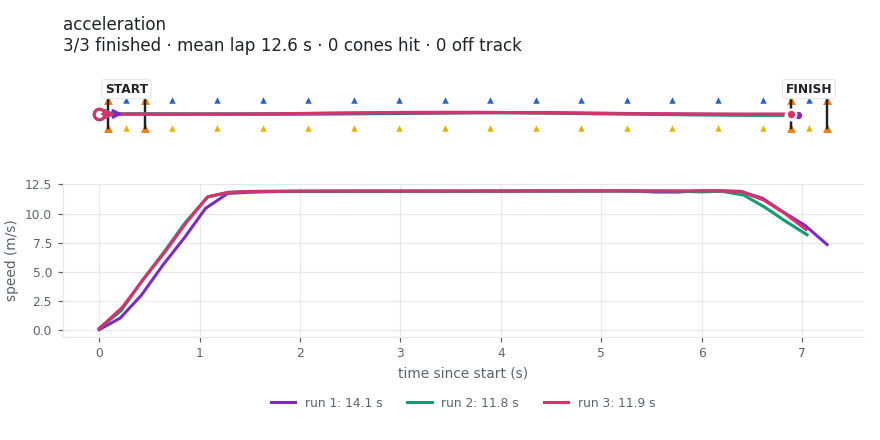 acceleration
3/3 finished · mean lap 12.6 s · 0 cones hit · 0 off track
START
FINISH
12.5
10.0
7.5
5.0
2.5
0.0
speed (m/s)
0 1 2 3 4 5 6 7
time since start (s)
run 1: 14.1 s run 2: 11.8 s run 3: 11.9 s